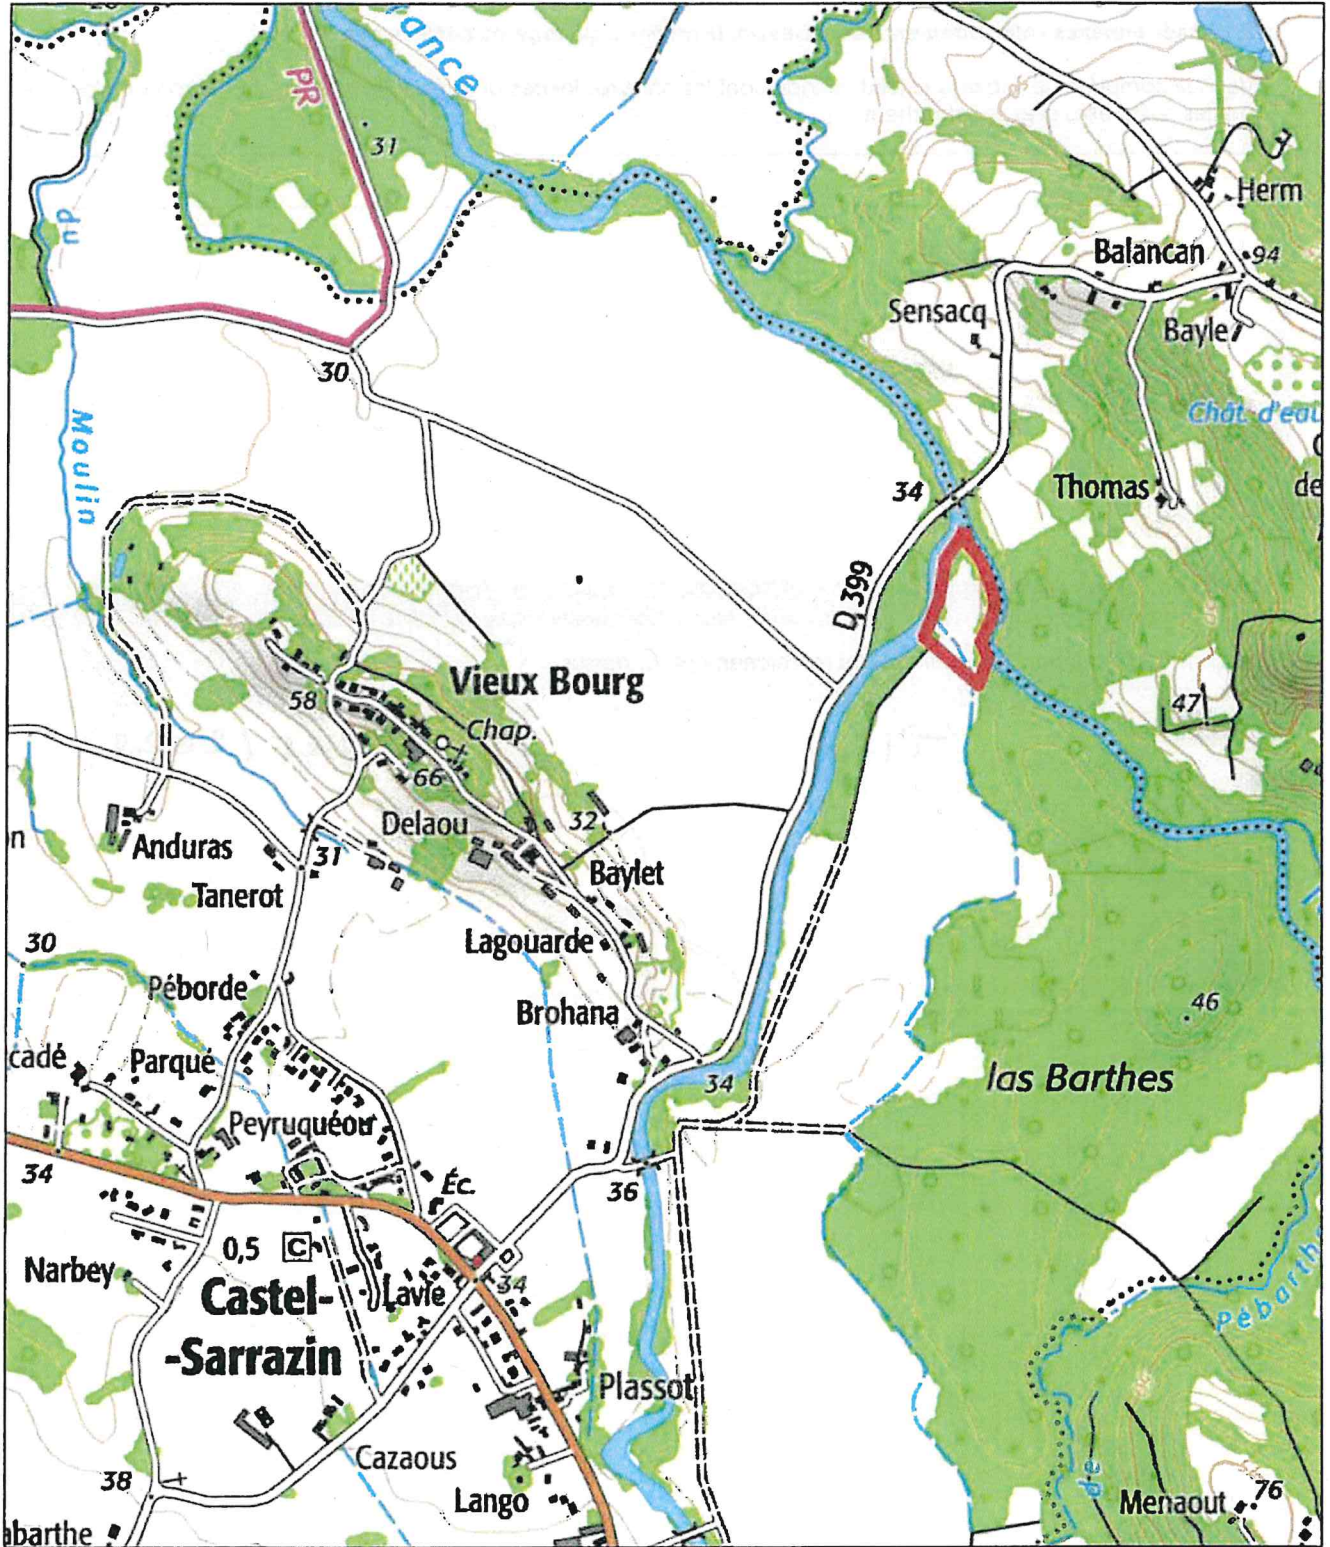 ance
PR
31
du
Herm
Balancan
94
Sensacq
Bayle
30
Moulin
Chât. d'eau
34
Thomas
de
D 399
Vieux Bourg
58
Chap.
47
66
Delaou
32
31
Anduras
Baylet
Tanerot
Lagouarde
30
Péborde
Brohana
46
cadé
Parqué
34
las Barthes
Peyruquéou
34
Éc.
36
0,5 C
Narbey
Castel-
-Sarrazin
Lavie
34
Pébarthe
Plassot
Cazaous
de
38
Lango
Menaout
76
abarthe